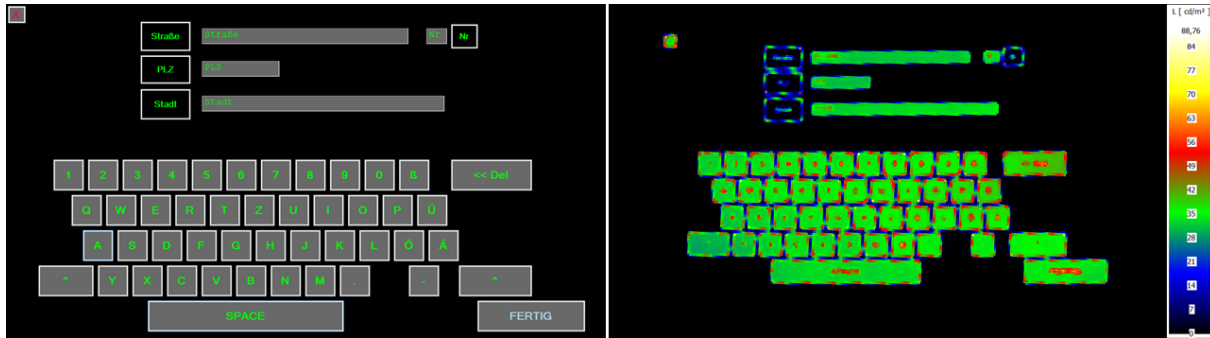 X
Straße Straße Nr Nr
PLZ PLZ
Stadt Stadt
1 2 3 4 5 6 7 8 9 0 ß << Del
Q W E R T Z U I O P Ü
A S D F G H J K L Ö Ä
^ Y X C V B N M . - ^
SPACE FERTIG
L [ cd/m² ]
88,76
84
77
70
63
56
49
42
35
28
21
14
7
0